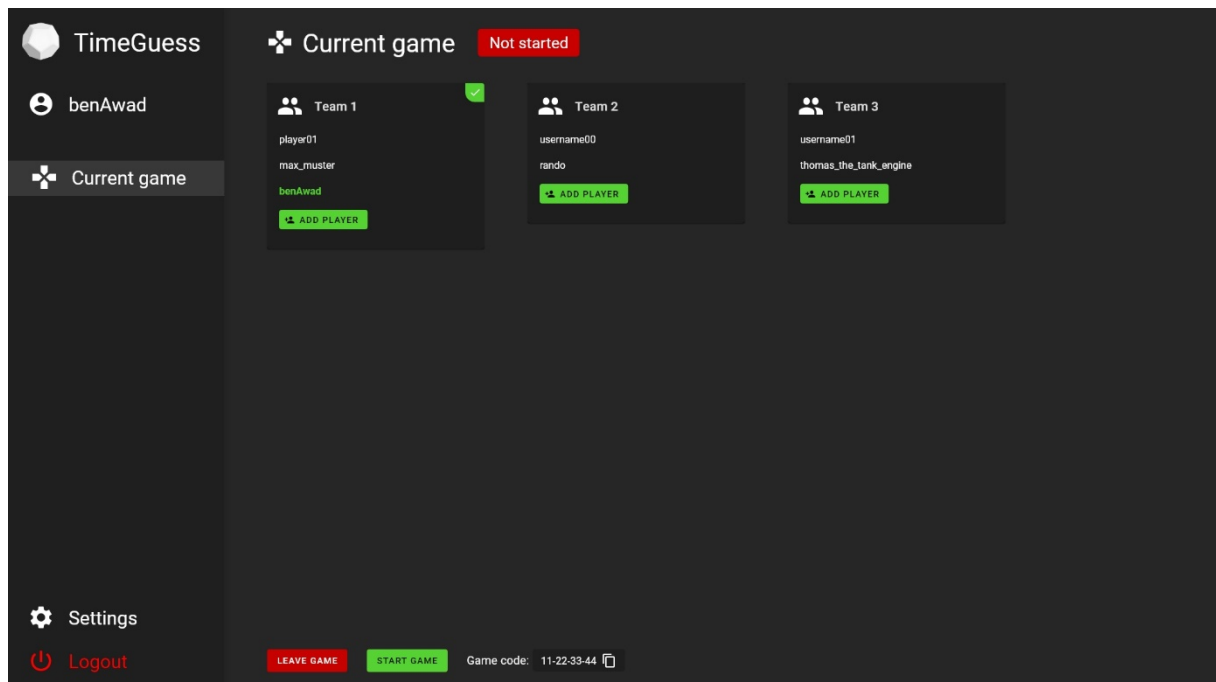 TimeGuess
benAwad
Current game
Settings
Logout
Current game
Not started
Team 1
player01
max_muster
benAwad
ADD PLAYER
Team 2
username00
rando
ADD PLAYER
Team 3
username01
thomas_the_tank_engine
ADD PLAYER
LEAVE GAME
START GAME
Game code: 11-22-33-44